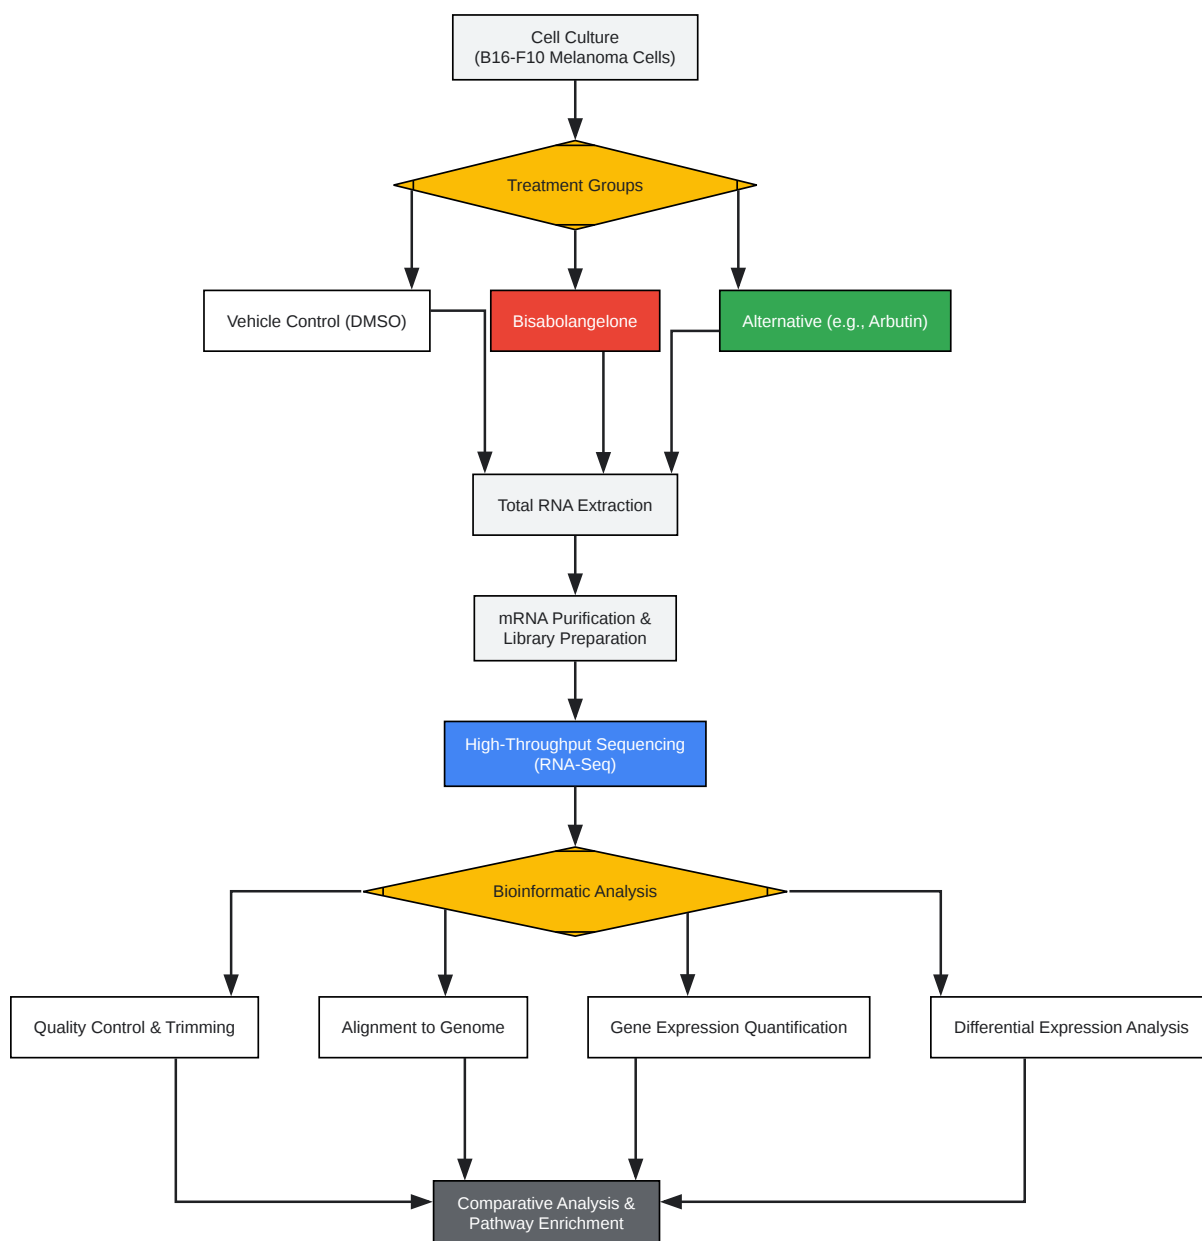 Cell Culture
(B16-F10 Melanoma Cells)
Treatment Groups
Vehicle Control (DMSO)
Bisabolangelone
Alternative (e.g., Arbutin)
Total RNA Extraction
mRNA Purification &
Library Preparation
High-Throughput Sequencing
(RNA-Seq)
Bioinformatic Analysis
Quality Control & Trimming
Alignment to Genome
Gene Expression Quantification
Differential Expression Analysis
Comparative Analysis &
Pathway Enrichment